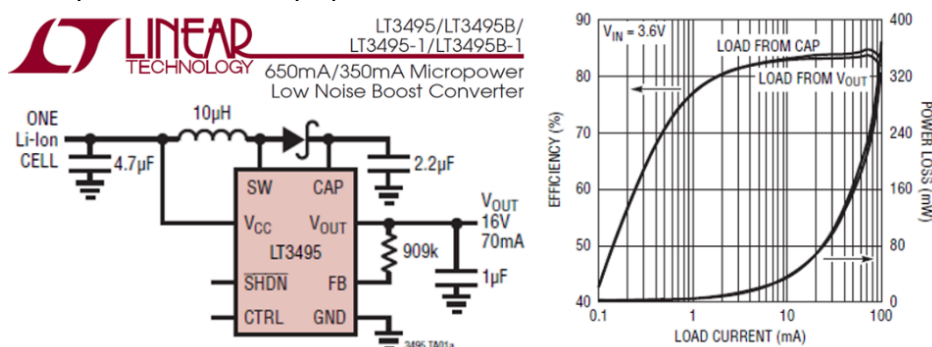 LINEAR
TECHNOLOGY
LT3495/LT3495B/
LT3495-1/LT3495B-1
650mA/350mA Micropower
Low Noise Boost Converter
ONE
Li-Ion
CELL
4.7µF
10µH
2.2µF
SW
CAP
VCC
VOUT
LT3495
SHDN
FB
CTRL
GND
909k
VOUT
16V
70mA
1µF
3495 TA01a
90
80
70
60
50
40
EFFICIENCY (%)
VIN = 3.6V
LOAD FROM CAP
LOAD FROM VOUT
400
320
240
160
80
0
POWER LOSS (mW)
0.1
1
10
100
LOAD CURRENT (mA)